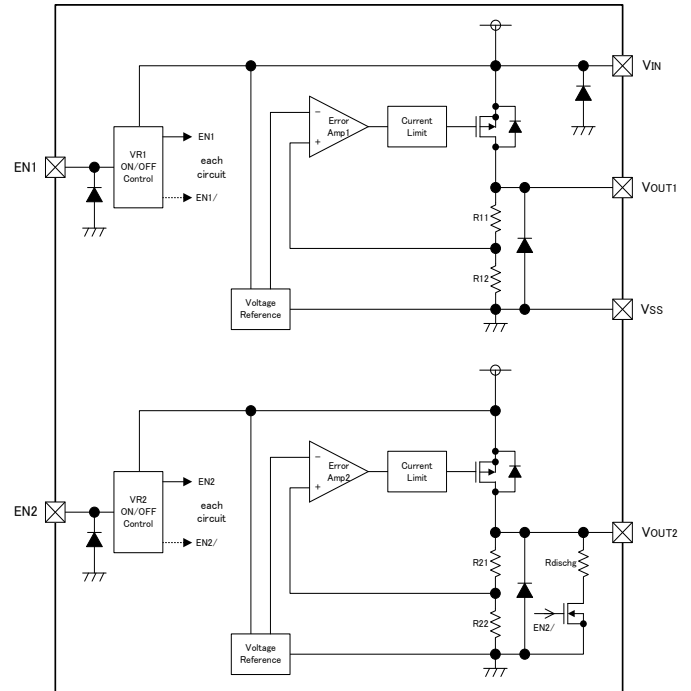 VIN
Error
Amp1
−
+
Current
Limit
VR1
ON/OFF
Control
EN1
each
circuit
EN1/
EN1
VOUT1
R11
R12
Voltage
Reference
VSS
Error
Amp2
−
+
Current
Limit
VR2
ON/OFF
Control
EN2
each
circuit
EN2/
EN2
VOUT2
R21
Rdischg
R22
EN2/
Voltage
Reference